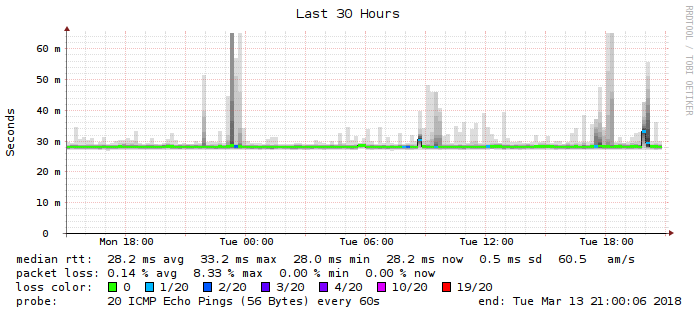 Last 30 Hours
RRDTOOL / TOBI OETIKER
Seconds
60 m
50 m
40 m
30 m
20 m
10 m
0
Mon 18:00 Tue 00:00 Tue 06:00 Tue 12:00 Tue 18:00
median rtt: 28.2 ms avg 33.2 ms max 28.0 ms min 28.2 ms now 0.5 ms sd 60.5 am/s
packet loss: 0.14 % avg 8.33 % max 0.00 % min 0.00 % now
loss color: 0 1/20 2/20 3/20 4/20 10/20 19/20
probe: 20 ICMP Echo Pings (56 Bytes) every 60s end: Tue Mar 13 21:00:06 2018